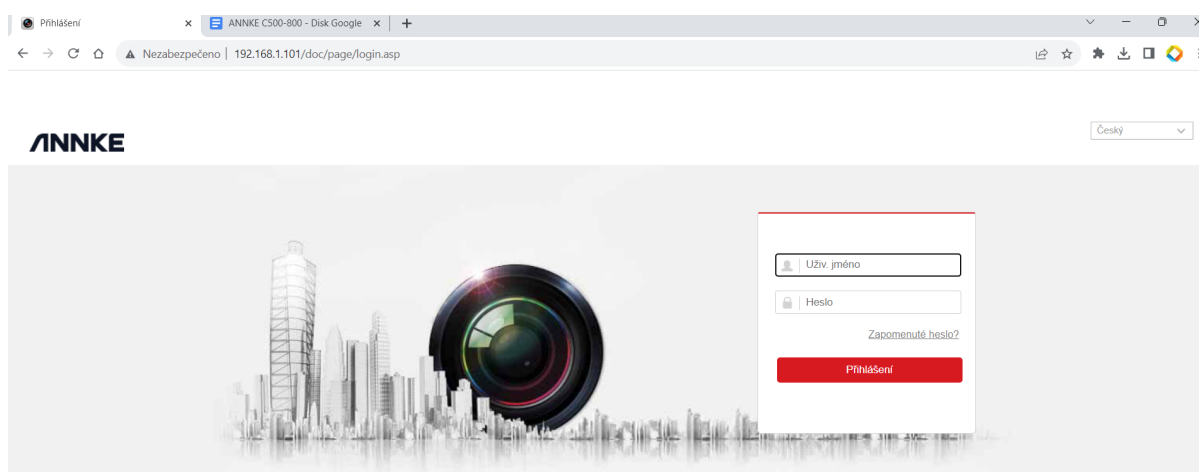 Přihlášení
ANNKE C500-800 - Disk Google
Nezabezpečeno 192.168.1.101/doc/page/login.asp
ANNKE
Český
Uživ. jméno
Heslo
Zapomenuté heslo?
Přihlášení